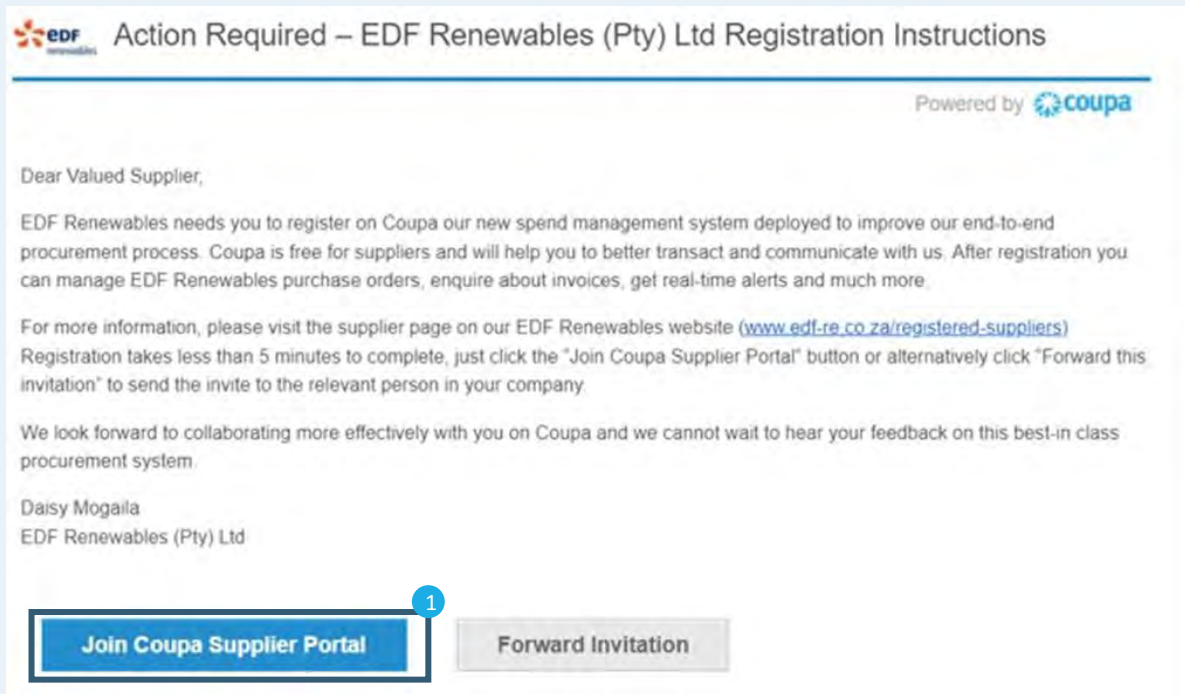 EDF
renewables
Action Required – EDF Renewables (Pty) Ltd Registration Instructions
Powered by coupa
Dear Valued Supplier,
EDF Renewables needs you to register on Coupa our new spend management system deployed to improve our end-to-end
procurement process. Coupa is free for suppliers and will help you to better transact and communicate with us. After registration you
can manage EDF Renewables purchase orders, enquire about invoices, get real-time alerts and much more.
For more information, please visit the supplier page on our EDF Renewables website (www.edf-re.co.za/registered-suppliers)
Registration takes less than 5 minutes to complete, just click the "Join Coupa Supplier Portal" button or alternatively click "Forward this
invitation" to send the invite to the relevant person in your company.
We look forward to collaborating more effectively with you on Coupa and we cannot wait to hear your feedback on this best-in class
procurement system.
Daisy Mogaila
EDF Renewables (Pty) Ltd
1
Join Coupa Supplier Portal
Forward Invitation